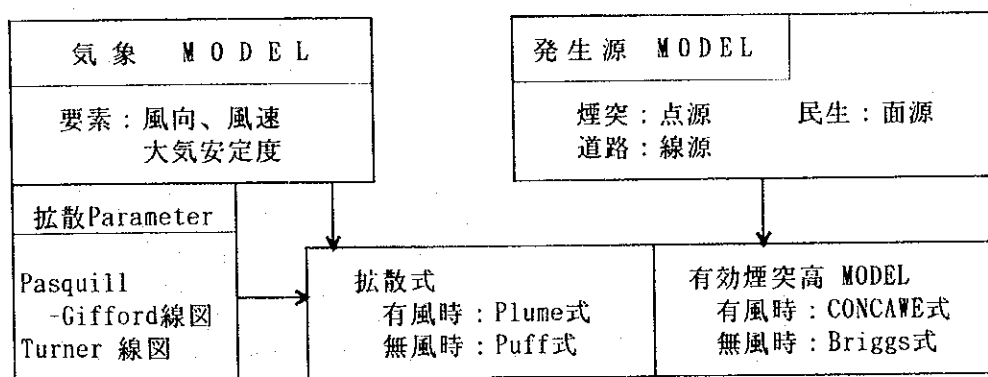 気象 MODEL
要素：風向、風速
大気安定度
拡散Parameter
Pasquill
-Gifford線図
Turner 線図
発生源 MODEL
煙突：点源 民生：面源
道路：線源
拡散式
有風時：Plume式
無風時：Puff式
有効煙突高 MODEL
有風時：CONCAWE式
無風時：Briggs式